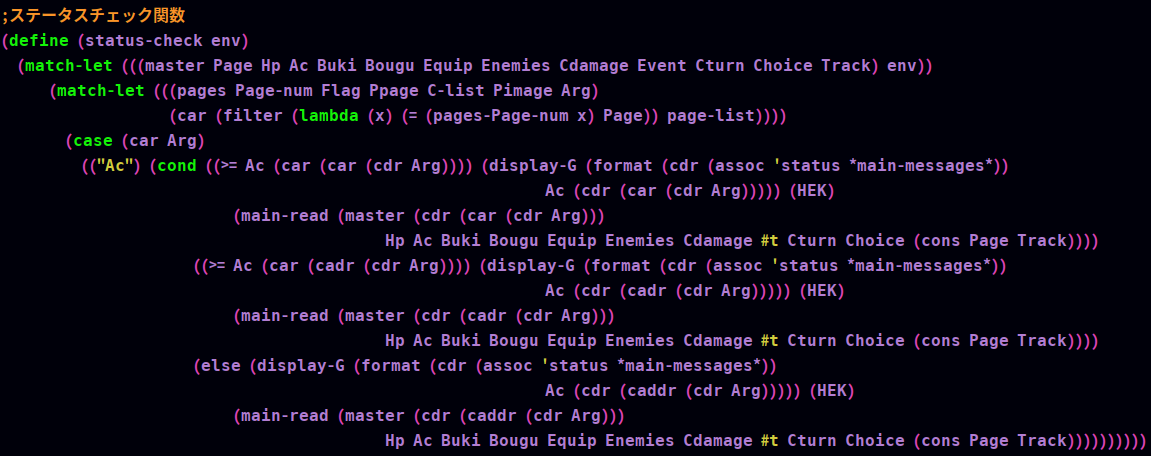 ;ステータスチェック関数
(define (status-check env)
  (match-let (((master Page Hp Ac Buki Bougu Equip Enemies Cdamage Event Cturn Choice Track) env))
     (match-let (((pages Page-num Flag Ppage C-list Pimage Arg)
                 (car (filter (lambda (x) (= (pages-Page-num x) Page)) page-list))))
      (case (car Arg)
        (("Ac") (cond ((>= Ac (car (car (cdr Arg)))) (display-G (format (cdr (assoc 'status *main-messages*))
                                                      Ac (cdr (car (cdr Arg))))) (HEK)
                       (main-read (master (cdr (car (cdr Arg)))
                                      Hp Ac Buki Bougu Equip Enemies Cdamage #t Cturn Choice (cons Page Track))))
                   ((>= Ac (car (cadr (cdr Arg)))) (display-G (format (cdr (assoc 'status *main-messages*))
                                                      Ac (cdr (cadr (cdr Arg))))) (HEK)
                       (main-read (master (cdr (cadr (cdr Arg)))
                                      Hp Ac Buki Bougu Equip Enemies Cdamage #t Cturn Choice (cons Page Track))))
                   (else (display-G (format (cdr (assoc 'status *main-messages*))
                                                      Ac (cdr (caddr (cdr Arg))))) (HEK)
                       (main-read (master (cdr (caddr (cdr Arg)))
                                      Hp Ac Buki Bougu Equip Enemies Cdamage #t Cturn Choice (cons Page Track))))))))))